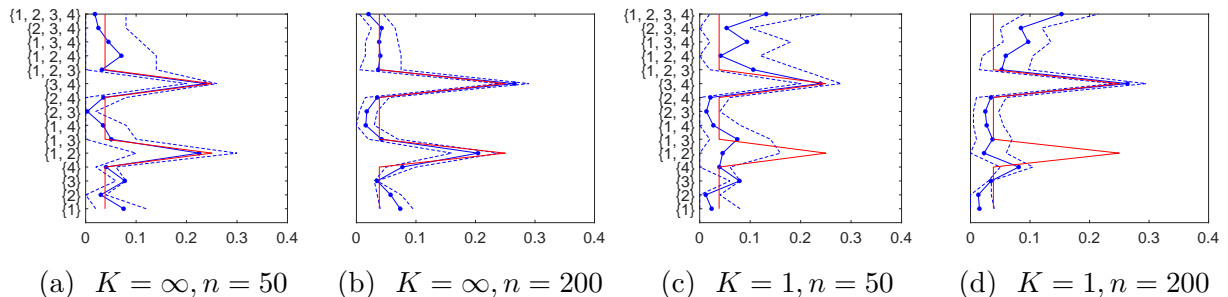 {1, 2, 3, 4}
{2, 3, 4}
{1, 3, 4}
{1, 2, 4}
{1, 2, 3}
{3, 4}
{2, 4}
{2, 3}
{1, 4}
{1, 3}
{1, 2}
{4}
{3}
{2}
{1}
0 0.1 0.2 0.3 0.4
(a) K = ∞, n = 50
0 0.1 0.2 0.3 0.4
(b) K = ∞, n = 200
{1, 2, 3, 4}
{2, 3, 4}
{1, 3, 4}
{1, 2, 4}
{1, 2, 3}
{3, 4}
{2, 4}
{2, 3}
{1, 4}
{1, 3}
{1, 2}
{4}
{3}
{2}
{1}
0 0.1 0.2 0.3 0.4
(c) K = 1, n = 50
0 0.1 0.2 0.3 0.4
(d) K = 1, n = 200